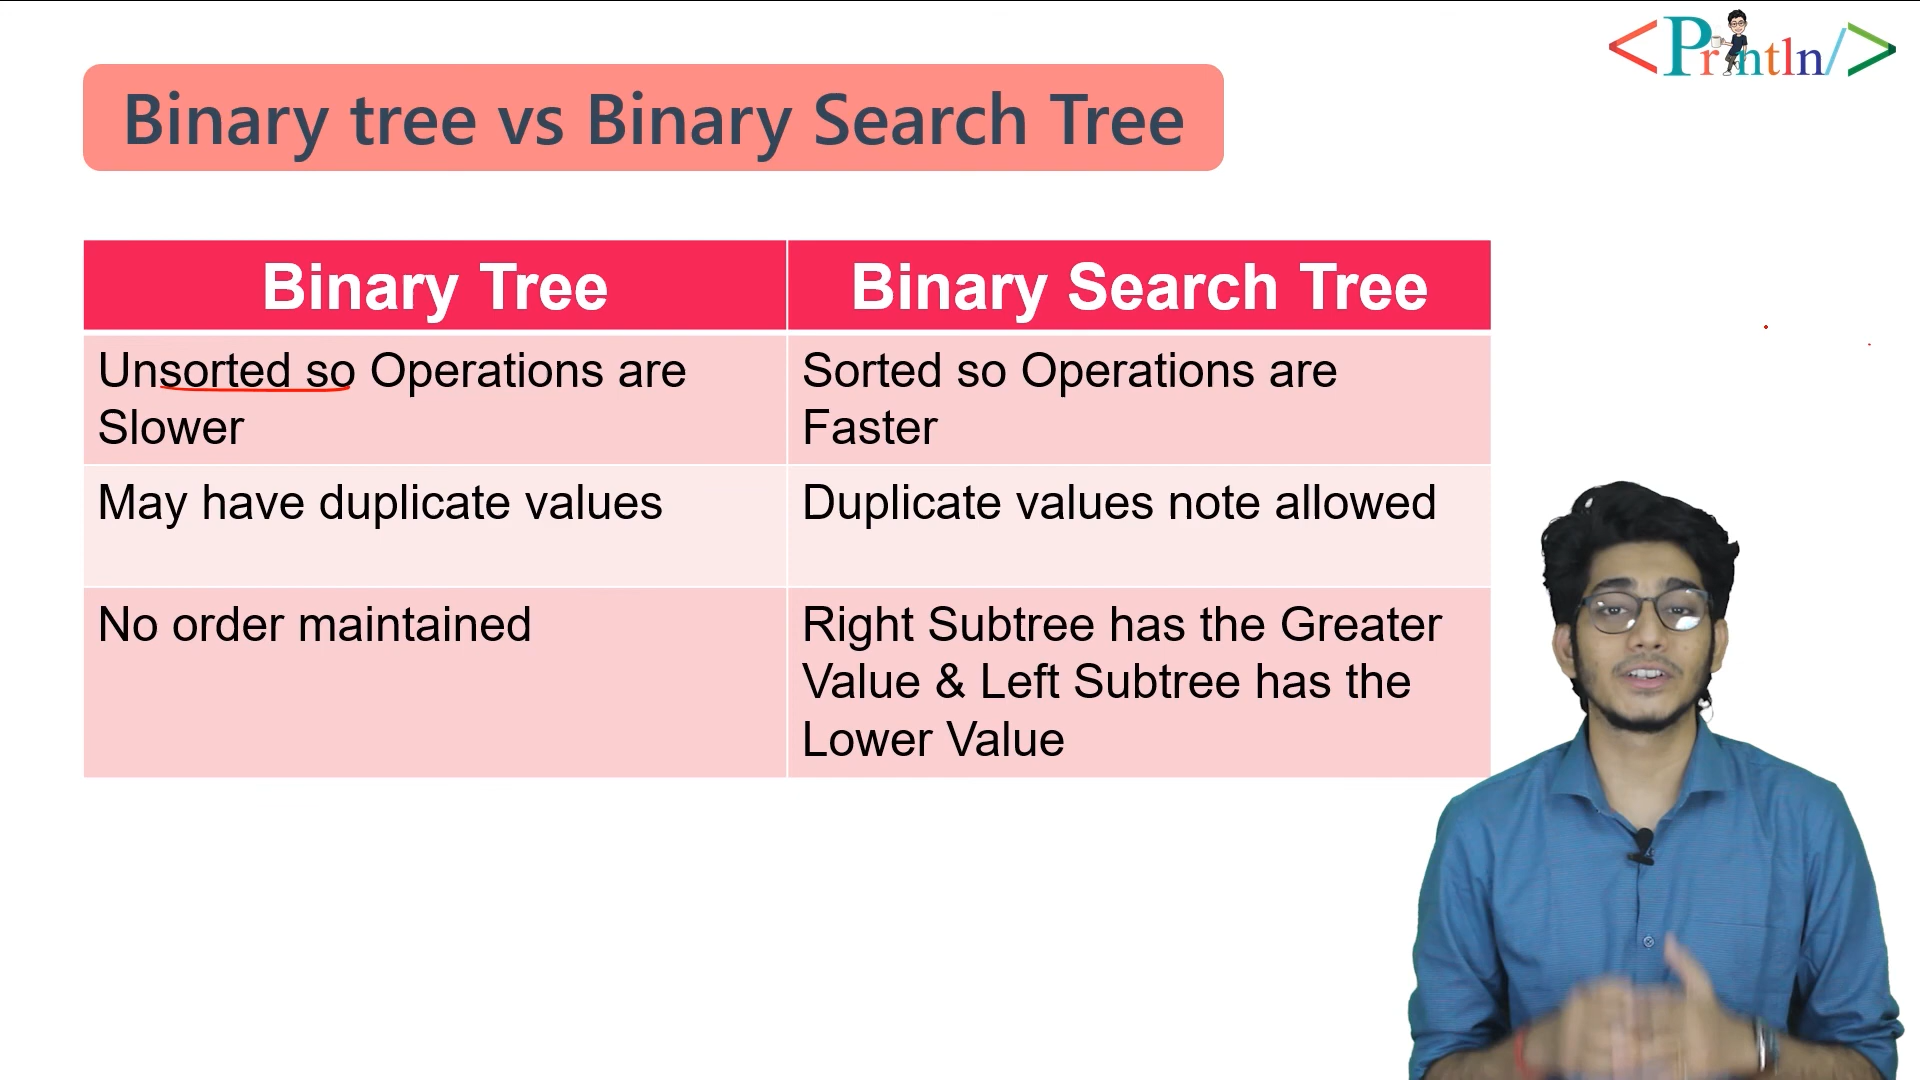 <Println/>
Binary tree vs Binary Search Tree
Binary Tree
Binary Search Tree
Unsorted so Operations are
Slower
Sorted so Operations are
Faster
May have duplicate values
Duplicate values note allowed
No order maintained
Right Subtree has the Greater
Value & Left Subtree has the
Lower Value